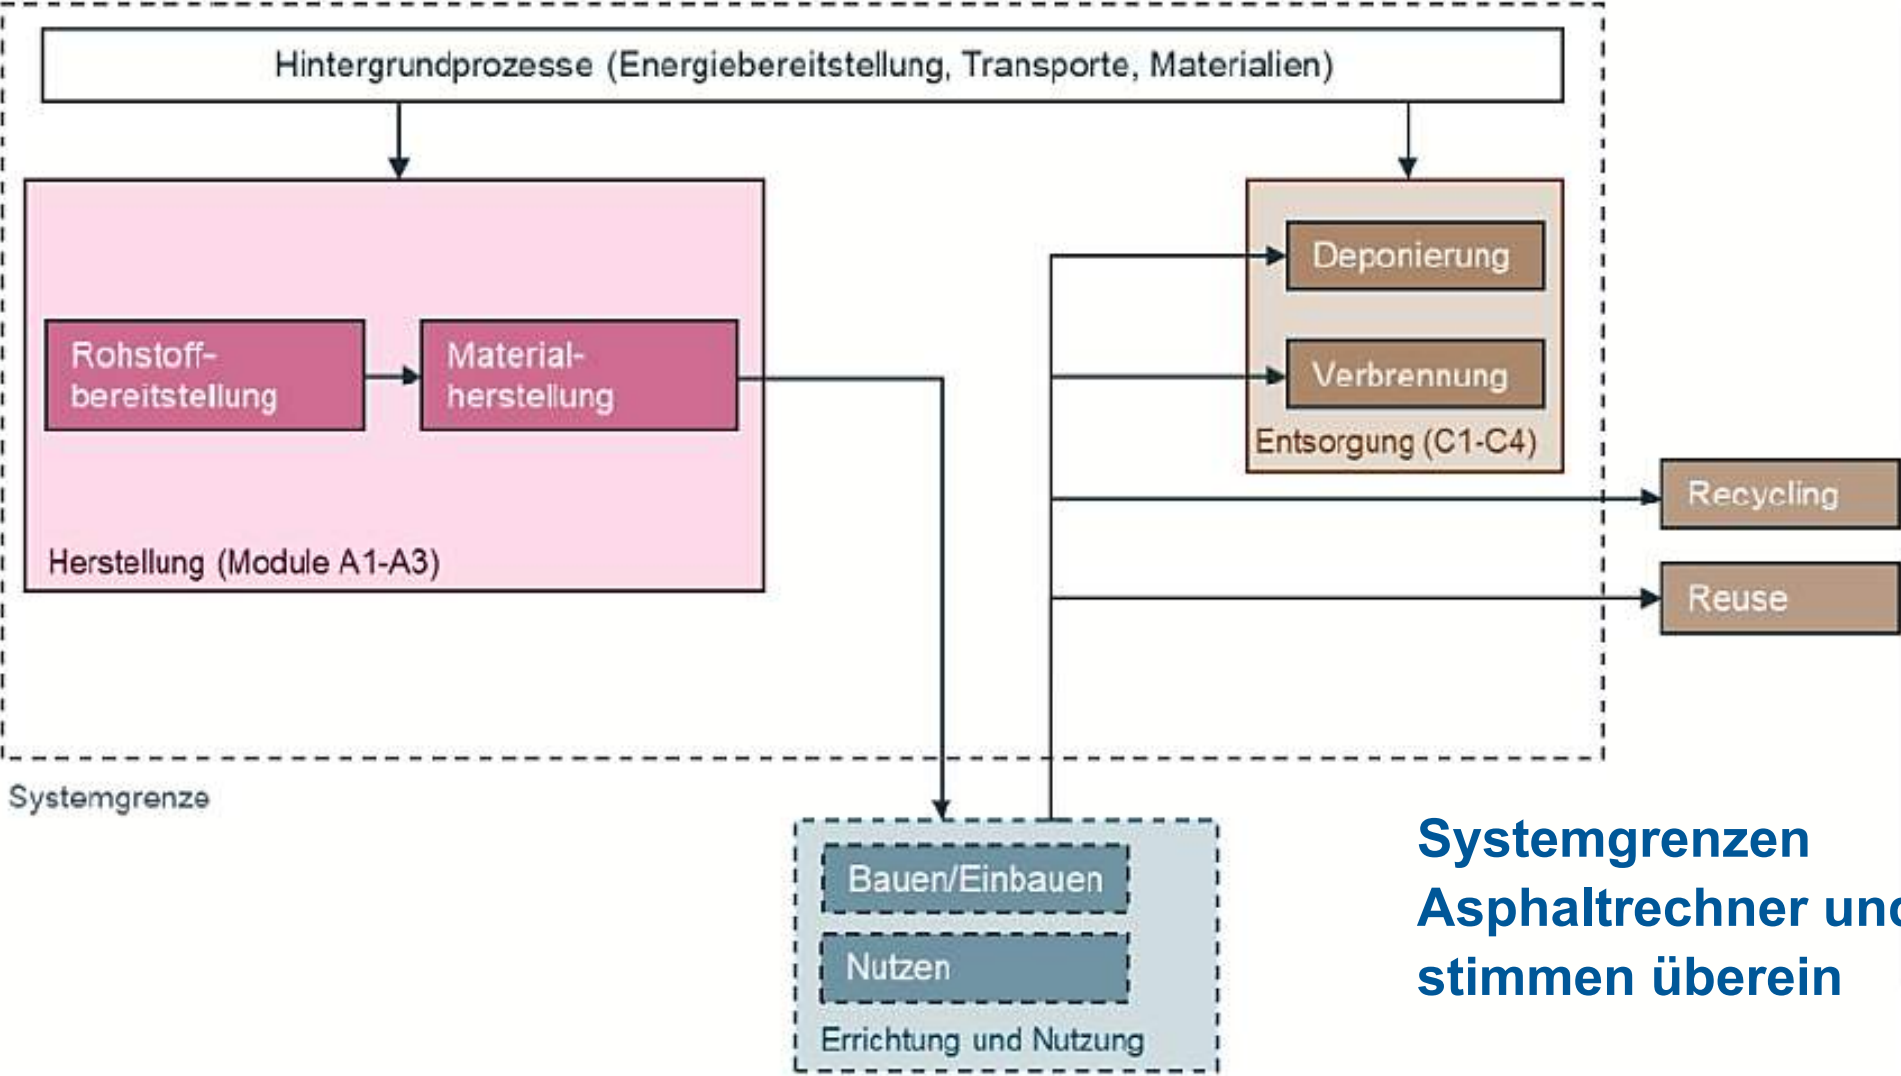 Hintergrundprozesse (Energiebereitstellung, Transporte, Materialien)
Rohstoff-
bereitstellung
Material-
herstellung
Herstellung (Module A1-A3)
Deponierung
Verbrennung
Entsorgung (C1-C4)
Recycling
Reuse
Systemgrenze
Bauen/Einbauen
Nutzen
Errichtung und Nutzung
Systemgrenzen
Asphaltrechner und
stimmen überein